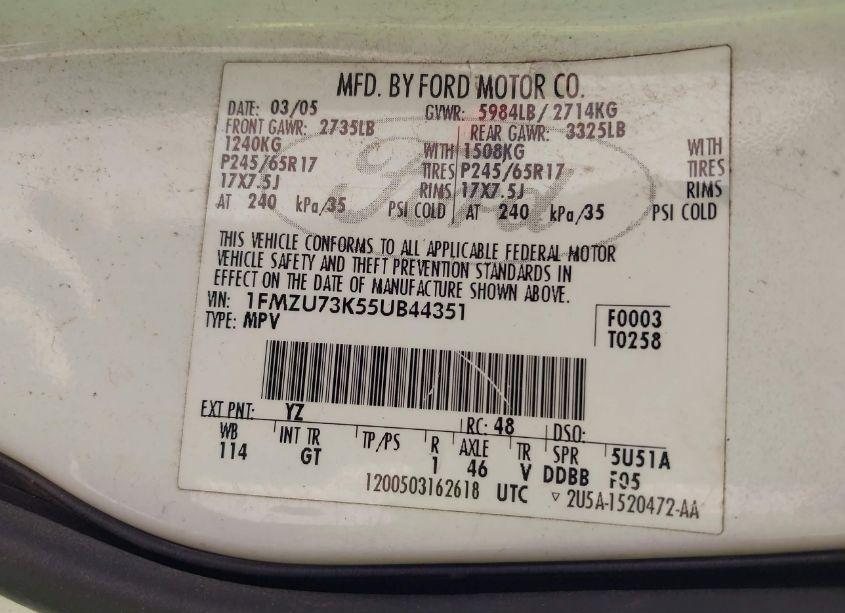 MFD. BY FORD MOTOR CO.
DATE: 03/05 GVWR: 5984LB / 2714KG
FRONT GAWR: 2735LB REAR GAWR: 3325LB
1240KG WITH 1508KG WITH
P245/65R17 TIRES P245/65R17 TIRES
17X7.5J RIMS 17X7.5J RIMS
AT 240 kPa/35 PSI COLD AT 240 kPa/35 PSI COLD
Ford
THIS VEHICLE CONFORMS TO ALL APPLICABLE FEDERAL MOTOR
VEHICLE SAFETY AND THEFT PREVENTION STANDARDS IN
EFFECT ON THE DATE OF MANUFACTURE SHOWN ABOVE.
VIN: 1FMZU73K55UB44351 F0003
TYPE: MPV T0258
EXT PNT: YZ RC: 48 DSO:
WB INT TR TP/PS R AXLE TR SPR 5U51A
114 GT 1 46 V DDBB F05
1200503162618 UTC ▽ 2U5A-1520472-AA